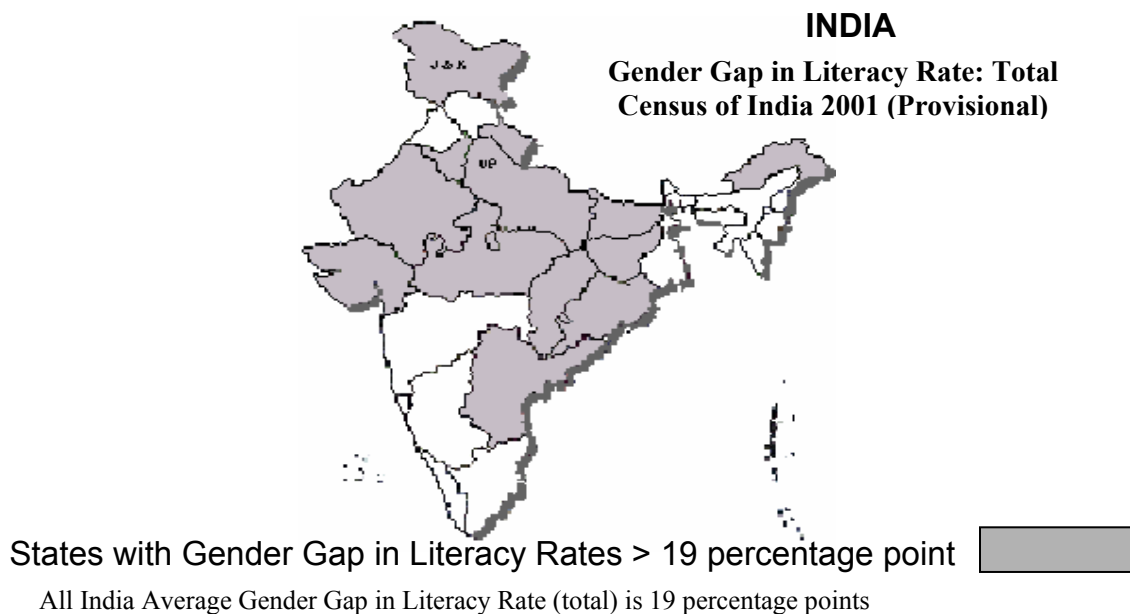 INDIA
Gender Gap in Literacy Rate: Total
Census of India 2001 (Provisional)
J & K
UP
States with Gender Gap in Literacy Rates > 19 percentage point
All India Average Gender Gap in Literacy Rate (total) is 19 percentage points